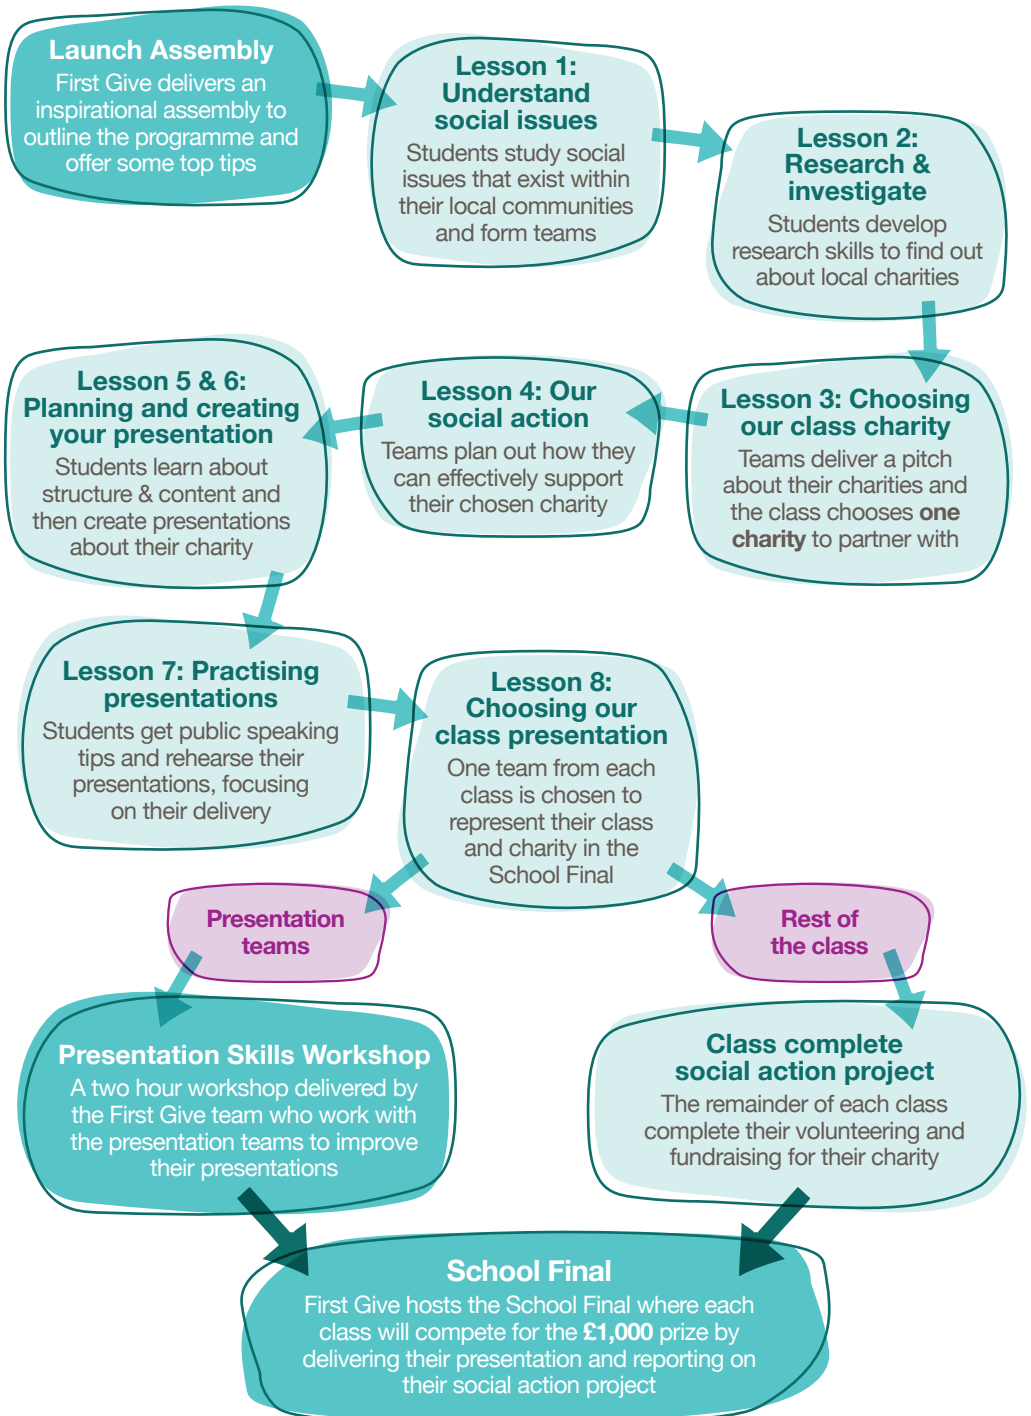 Launch Assembly
First Give delivers an
inspirational assembly to
outline the programme and
offer some top tips
Lesson 1:
Understand
social issues
Students study social
issues that exist within
their local communities
and form teams
Lesson 2:
Research &
investigate
Students develop
research skills to find out
about local charities
Lesson 3: Choosing
our class charity
Teams deliver a pitch
about their charities and
the class chooses one
charity to partner with
Lesson 4: Our
social action
Teams plan out how they
can effectively support
their chosen charity
Lesson 5 & 6:
Planning and creating
your presentation
Students learn about
structure & content and
then create presentations
about their charity
Lesson 7: Practising
presentations
Students get public speaking
tips and rehearse their
presentations, focusing
on their delivery
Lesson 8:
Choosing our
class presentation
One team from each
class is chosen to
represent their class
and charity in the
School Final
Presentation
teams
Rest of
the class
Presentation Skills Workshop
A two hour workshop delivered by
the First Give team who work with
the presentation teams to improve
their presentations
Class complete
social action project
The remainder of each class
complete their volunteering and
fundraising for their charity
School Final
First Give hosts the School Final where each
class will compete for the £1,000 prize by
delivering their presentation and reporting on
their social action project